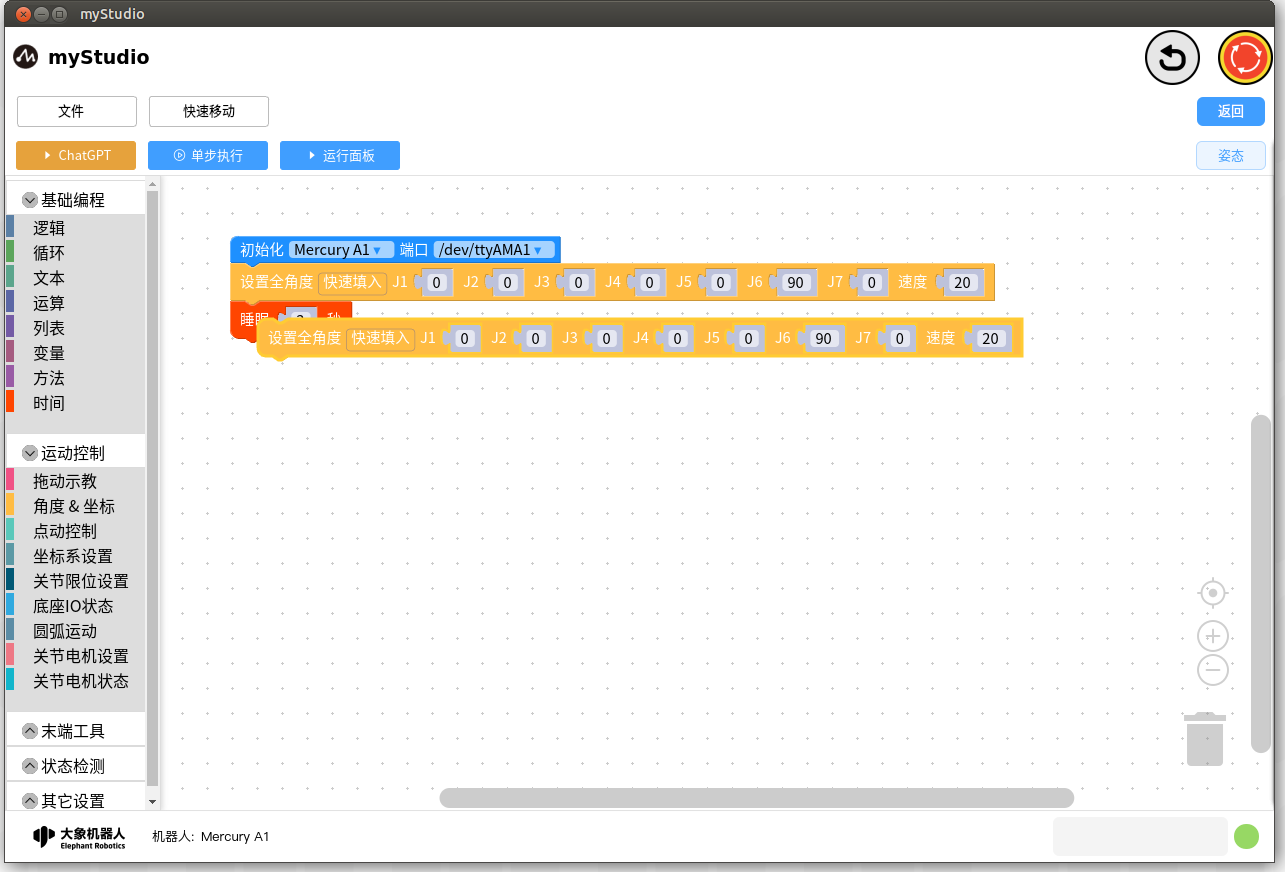 myStudio
myStudio
文件 快速移动 返回
ChatGPT 单步执行 运行面板 姿态
基础编程
逻辑
循环
文本
运算
列表
变量
方法
时间
运动控制
拖动示教
角度 & 坐标
点动控制
坐标系设置
关节限位设置
底座IO状态
圆弧运动
关节电机设置
关节电机状态
末端工具
状态检测
其它设置
初始化 Mercury A1 端口 /dev/ttyAMA1
设置全角度 快速填入 J1 0 J2 0 J3 0 J4 0 J5 0 J6 90 J7 0 速度 20
设置全角度 快速填入 J1 0 J2 0 J3 0 J4 0 J5 0 J6 90 J7 0 速度 20
大象机器人
Elephant Robotics
机器人: Mercury A1